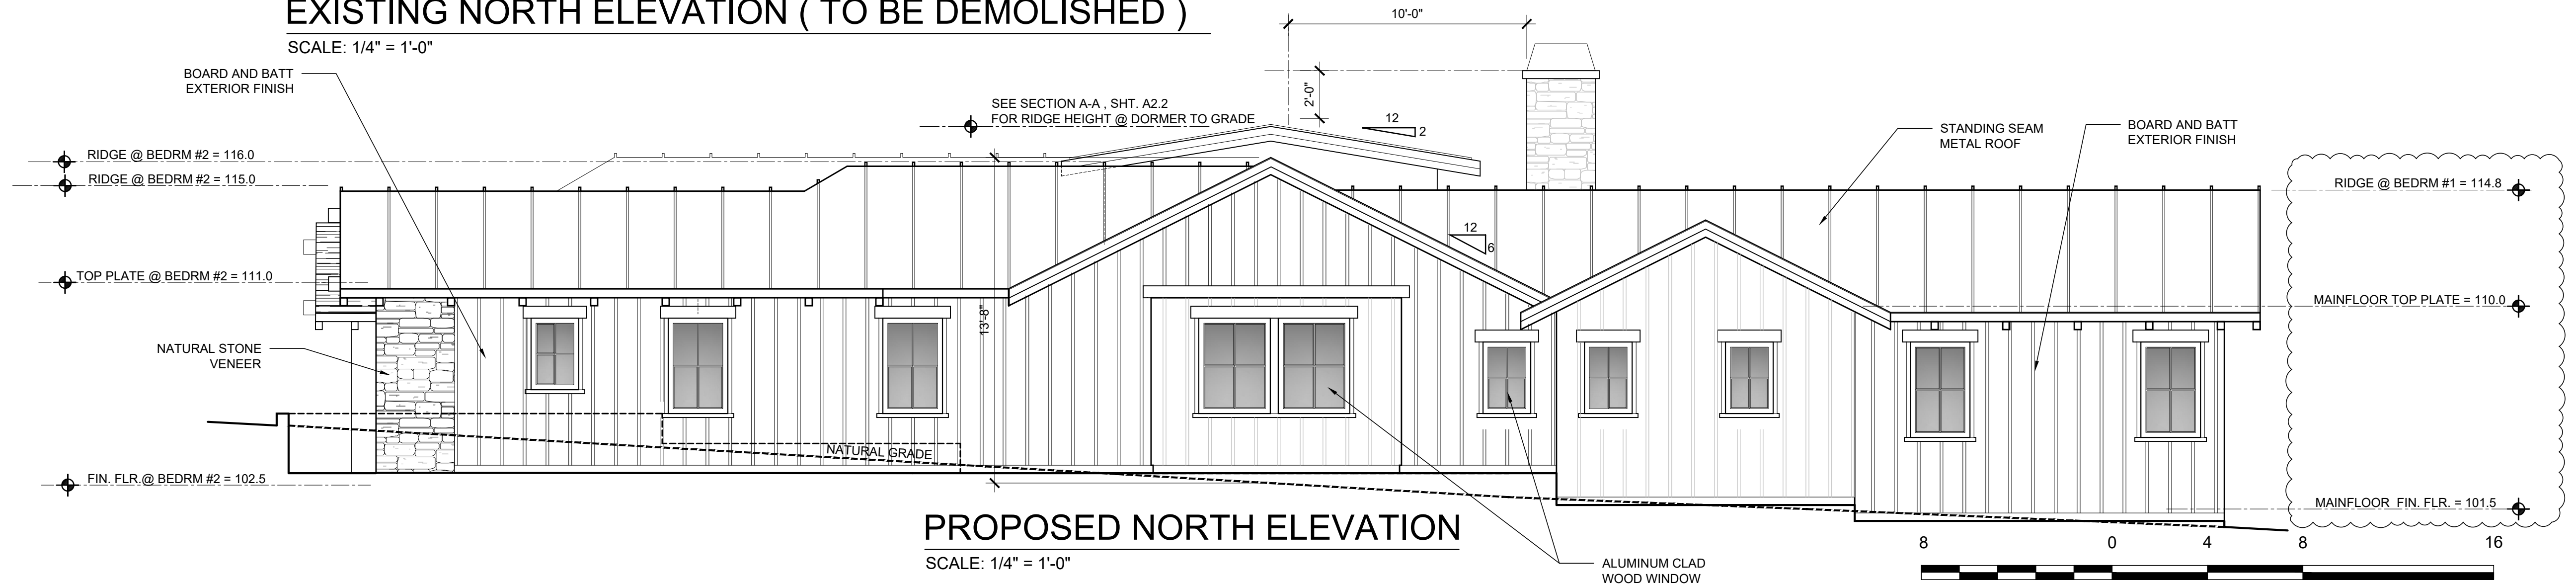 EXISTING NORTH ELEVATION ( TO BE DEMOLISHED )
SCALE: 1/4" = 1'-0"
10'-0"
BOARD AND BATT
EXTERIOR FINISH
2'-0"
SEE SECTION A-A , SHT. A2.2
FOR RIDGE HEIGHT @ DORMER TO GRADE
12
2
STANDING SEAM
METAL ROOF
BOARD AND BATT
EXTERIOR FINISH
RIDGE @ BEDRM #2 = 116.0
RIDGE @ BEDRM #2 = 115.0
RIDGE @ BEDRM #1 = 114.8
12
6
TOP PLATE @ BEDRM #2 = 111.0
MAINFLOOR TOP PLATE = 110.0
13'-8"
NATURAL STONE
VENEER
NATURAL GRADE
FIN. FLR.@ BEDRM #2 = 102.5
MAINFLOOR FIN. FLR. = 101.5
PROPOSED NORTH ELEVATION
SCALE: 1/4" = 1'-0"
ALUMINUM CLAD
WOOD WINDOW
8 0 4 8 16